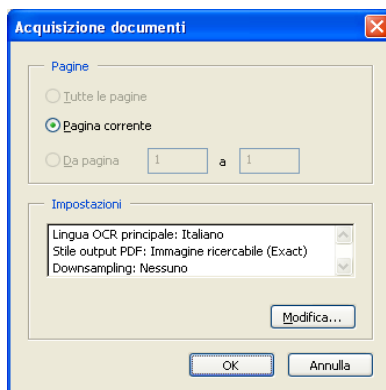 Acquisizione documenti
Pagine
Tutte le pagine
Pagina corrente
Da pagina 1 a 1
Impostazioni
Lingua OCR principale: Italiano
Stile output PDF: Immagine ricercabile (Exact)
Downsampling: Nessuno
Modifica...
OK Annulla